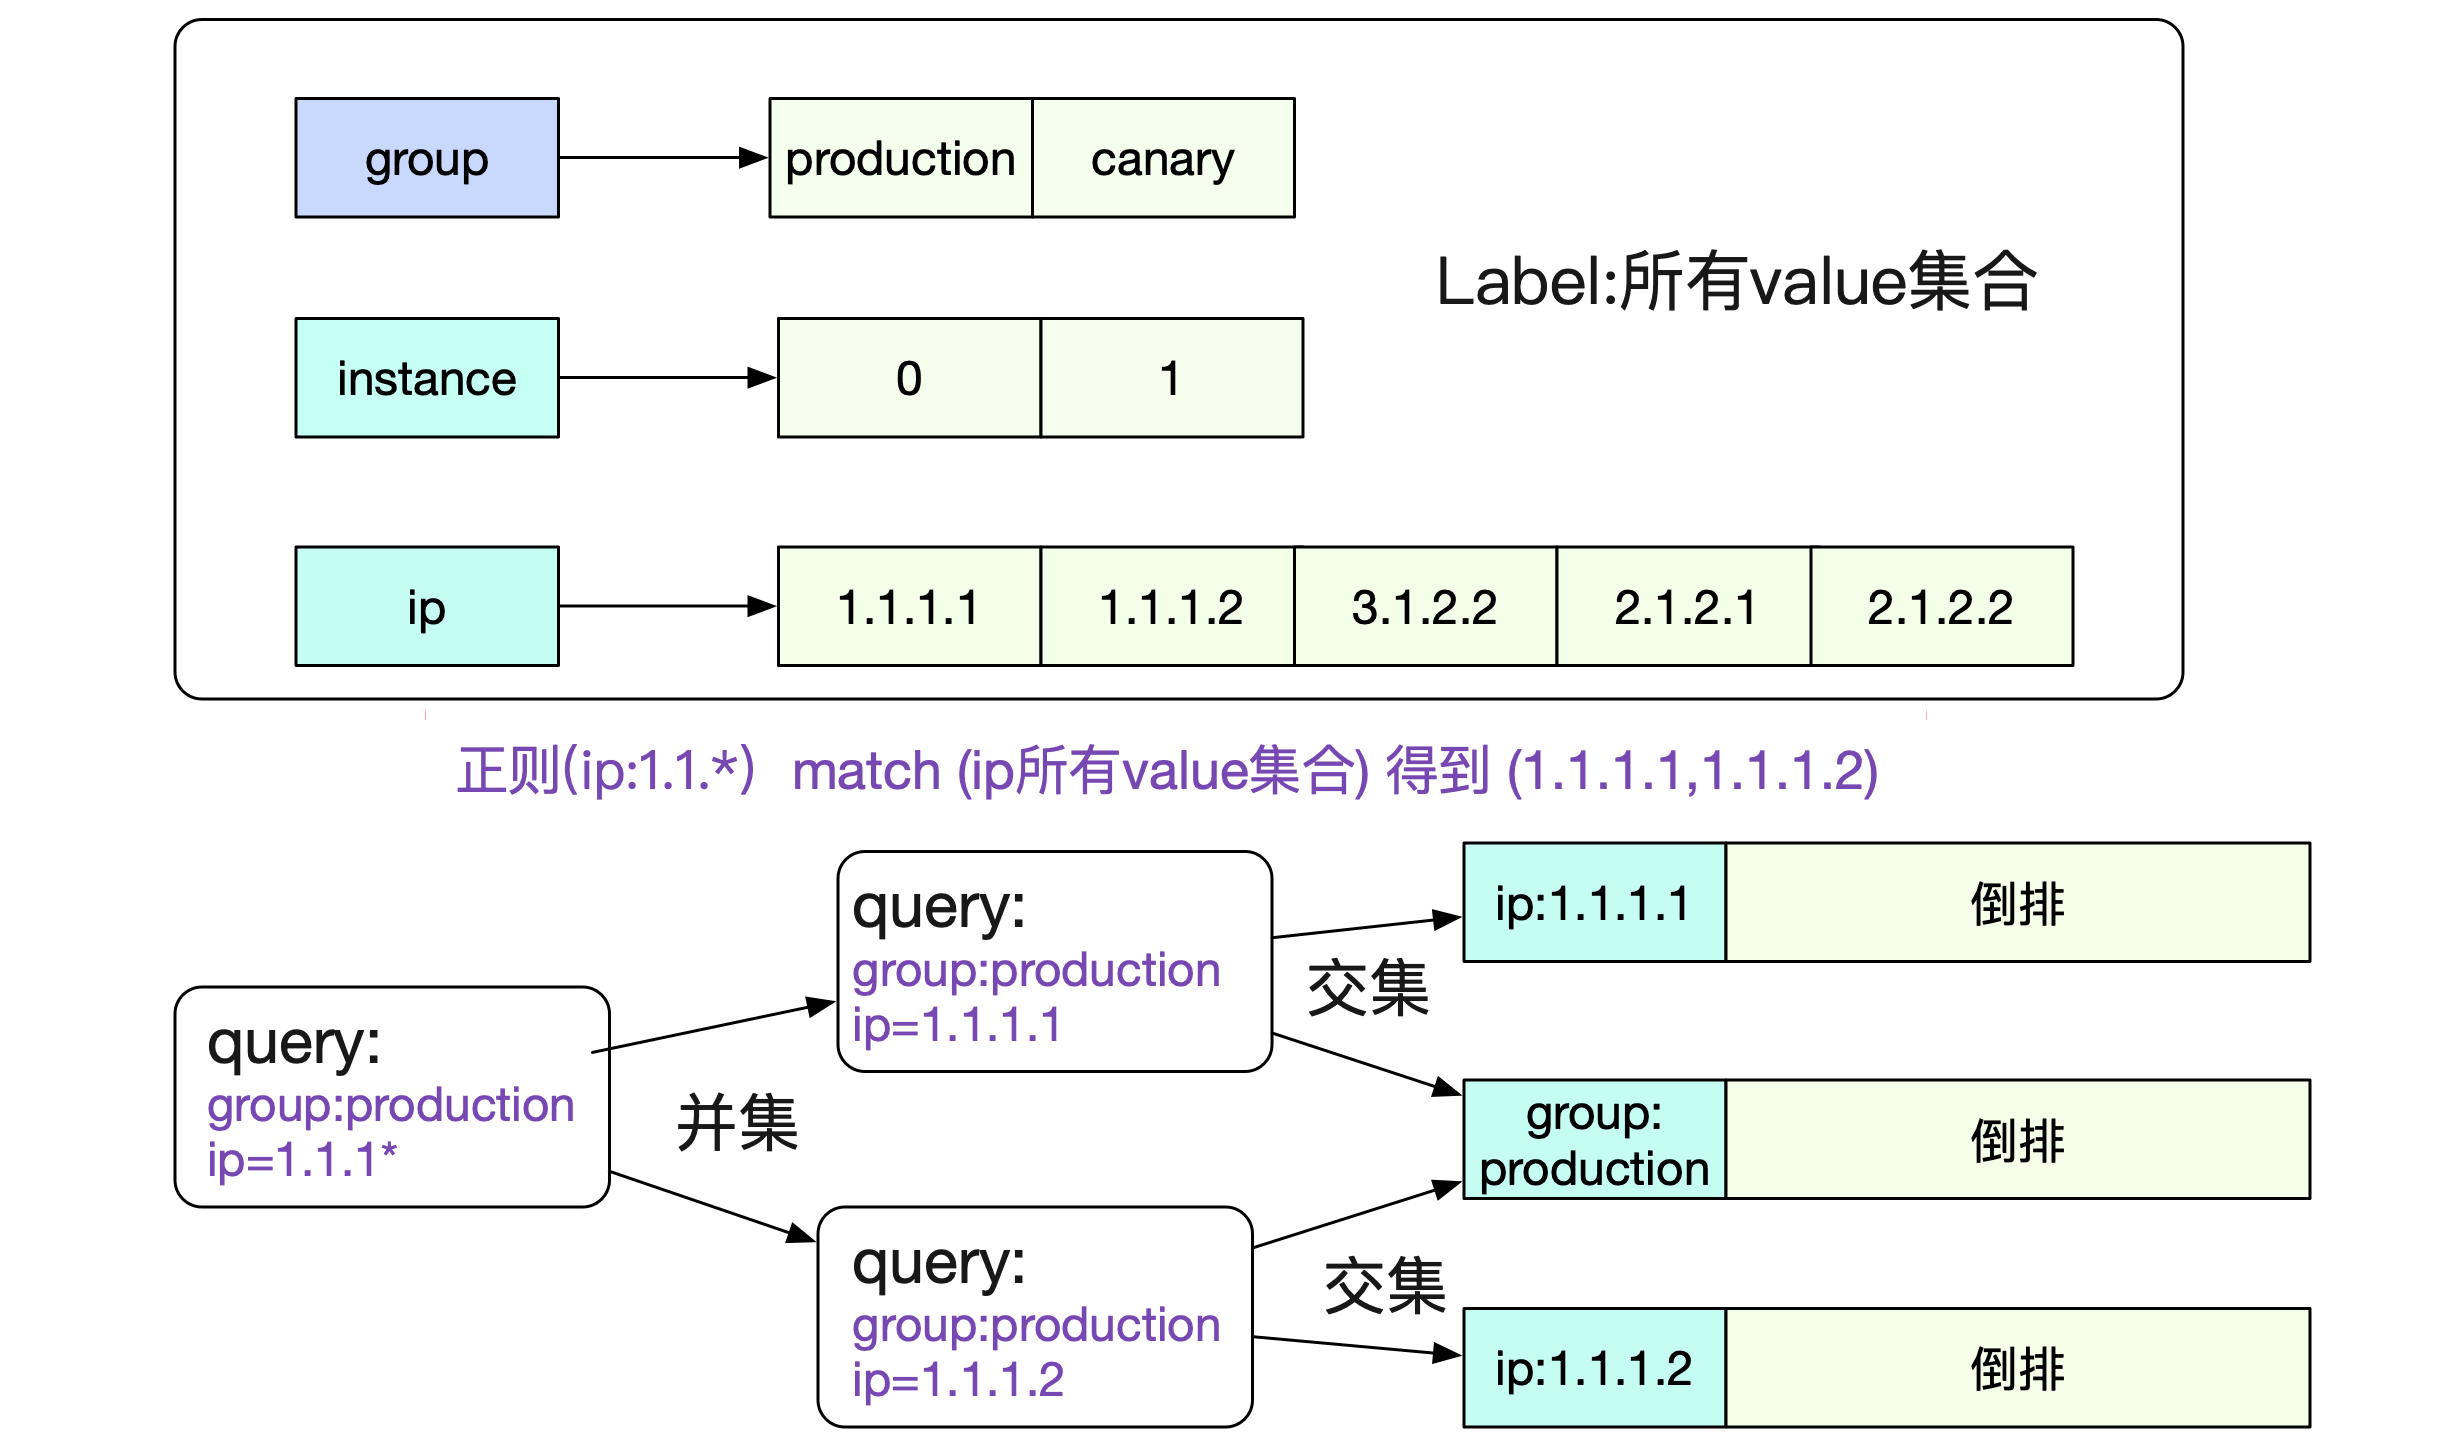 group
production
canary
Label:所有value集合
instance
0
1
ip
1.1.1.1
1.1.1.2
3.1.2.2
2.1.2.1
2.1.2.2
正则(ip:1.1.*) match (ip所有value集合) 得到 (1.1.1.1,1.1.1.2)
query:
group:production
ip=1.1.1*
并集
query:
group:production
ip=1.1.1.1
交集
query:
group:production
ip=1.1.1.2
交集
ip:1.1.1.1
倒排
group:
production
倒排
ip:1.1.1.2
倒排